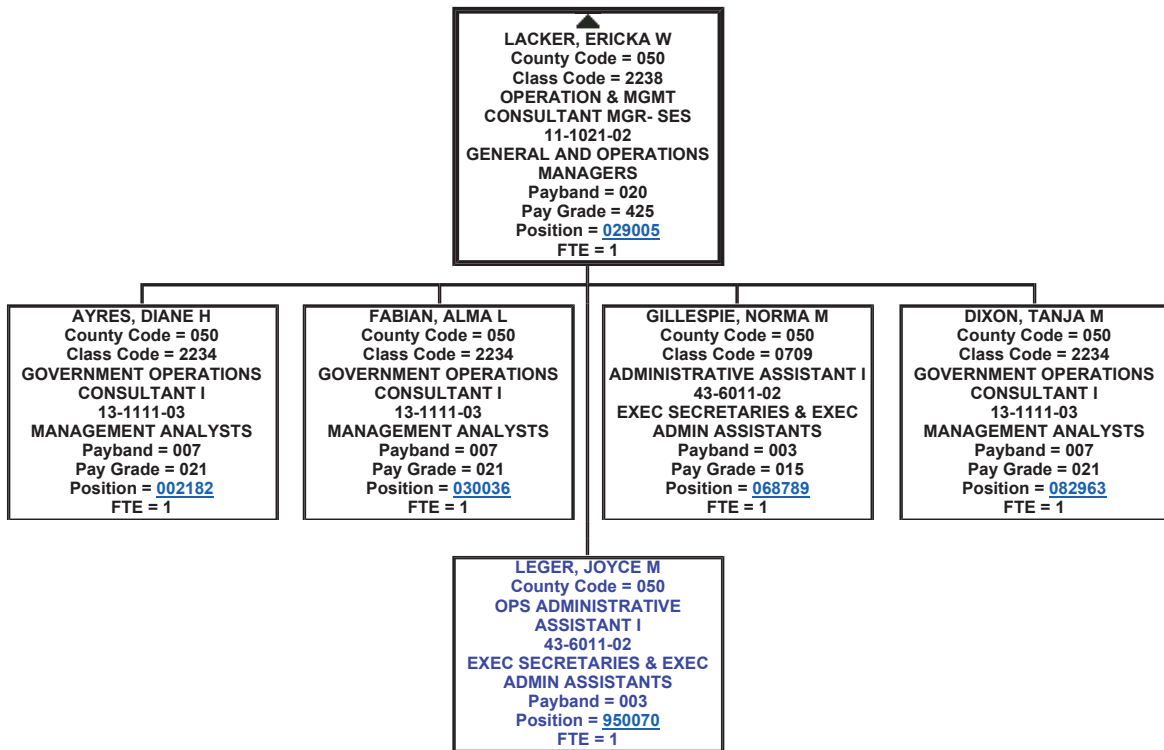 LACKER, ERICKA W
County Code = 050
Class Code = 2238
OPERATION & MGMT
CONSULTANT MGR- SES
11-1021-02
GENERAL AND OPERATIONS
MANAGERS
Payband = 020
Pay Grade = 425
Position = 029005
FTE = 1
AYRES, DIANE H
County Code = 050
Class Code = 2234
GOVERNMENT OPERATIONS
CONSULTANT I
13-1111-03
MANAGEMENT ANALYSTS
Payband = 007
Pay Grade = 021
Position = 002182
FTE = 1
FABIAN, ALMA L
County Code = 050
Class Code = 2234
GOVERNMENT OPERATIONS
CONSULTANT I
13-1111-03
MANAGEMENT ANALYSTS
Payband = 007
Pay Grade = 021
Position = 030036
FTE = 1
GILLESPIE, NORMA M
County Code = 050
Class Code = 0709
ADMINISTRATIVE ASSISTANT I
43-6011-02
EXEC SECRETARIES & EXEC
ADMIN ASSISTANTS
Payband = 003
Pay Grade = 015
Position = 068789
FTE = 1
DIXON, TANJA M
County Code = 050
Class Code = 2234
GOVERNMENT OPERATIONS
CONSULTANT I
13-1111-03
MANAGEMENT ANALYSTS
Payband = 007
Pay Grade = 021
Position = 082963
FTE = 1
LEGER, JOYCE M
County Code = 050
OPS ADMINISTRATIVE
ASSISTANT I
43-6011-02
EXEC SECRETARIES & EXEC
ADMIN ASSISTANTS
Payband = 003
Position = 950070
FTE = 1